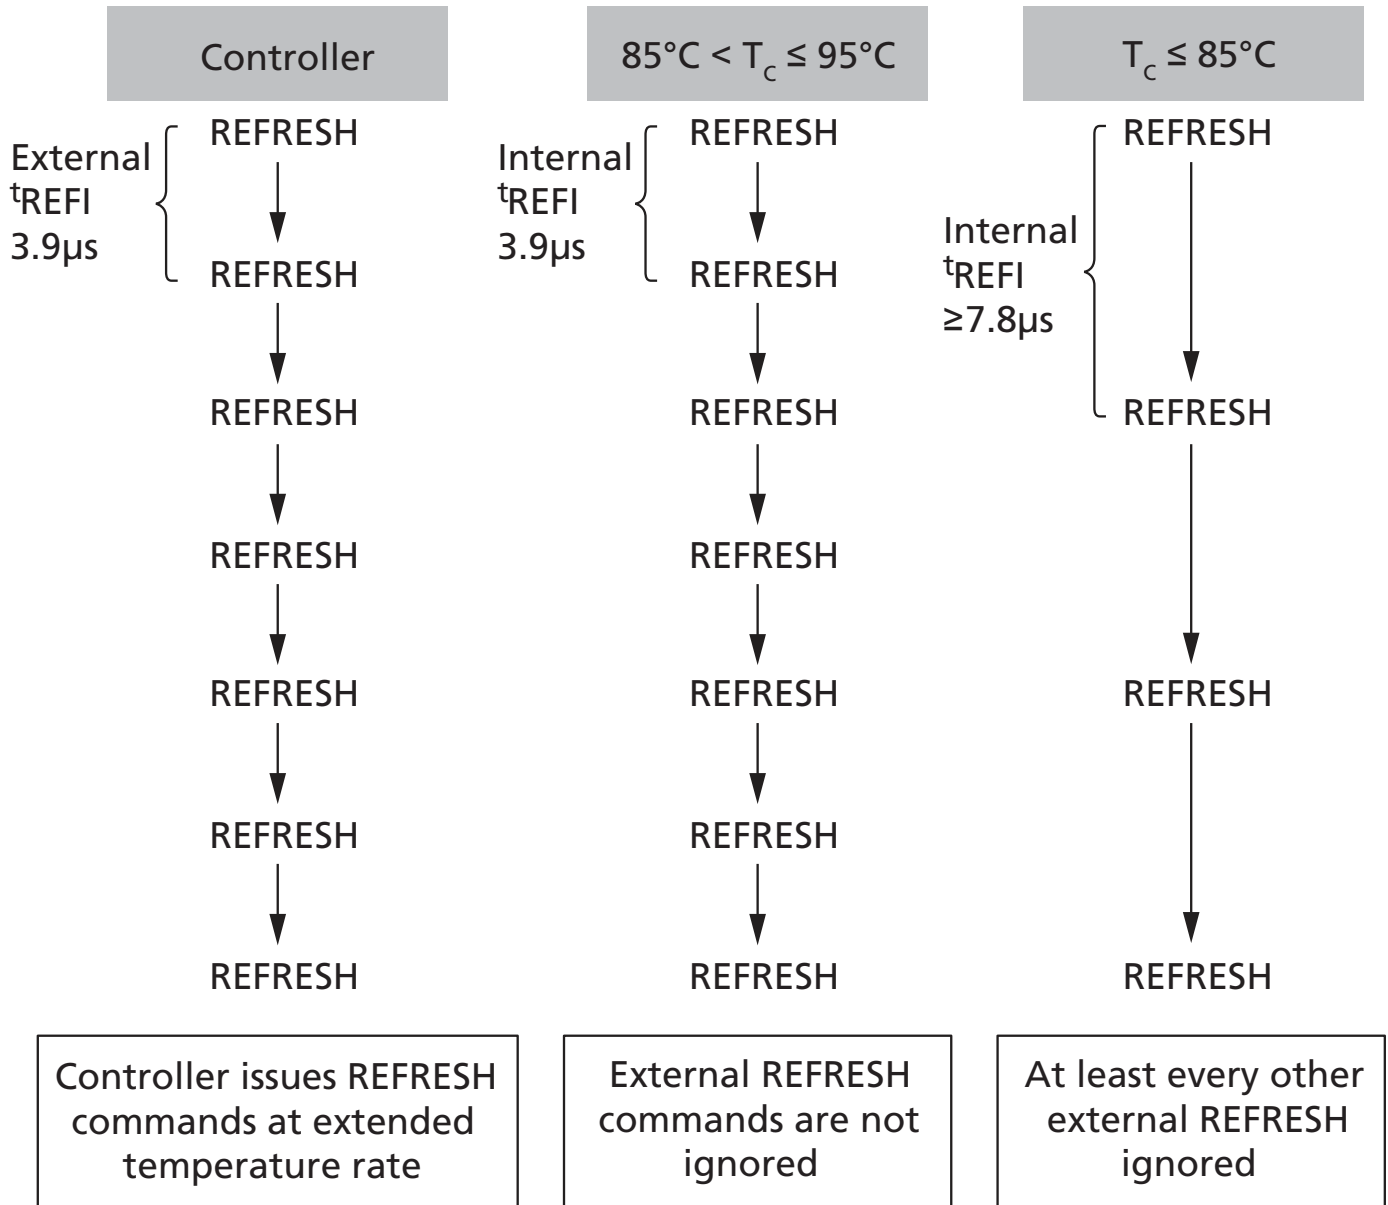 Controller
85°C < TC ≤ 95°C
TC ≤ 85°C
External
tREFI
3.9µs
REFRESH
REFRESH
REFRESH
REFRESH
REFRESH
REFRESH
REFRESH
Internal
tREFI
3.9µs
REFRESH
REFRESH
REFRESH
REFRESH
REFRESH
REFRESH
REFRESH
Internal
tREFI
≥7.8µs
REFRESH
REFRESH
REFRESH
REFRESH
Controller issues REFRESH
commands at extended
temperature rate
External REFRESH
commands are not
ignored
At least every other
external REFRESH
ignored